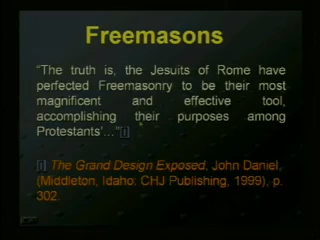 Freemasons
“The truth is, the Jesuits of Rome have
perfected Freemasonry to be their most
magnificent and effective tool,
accomplishing their purposes among
Protestants’…”[i]
[i] The Grand Design Exposed, John Daniel,
(Middleton, Idaho: CHJ Publishing, 1999), p.
302.